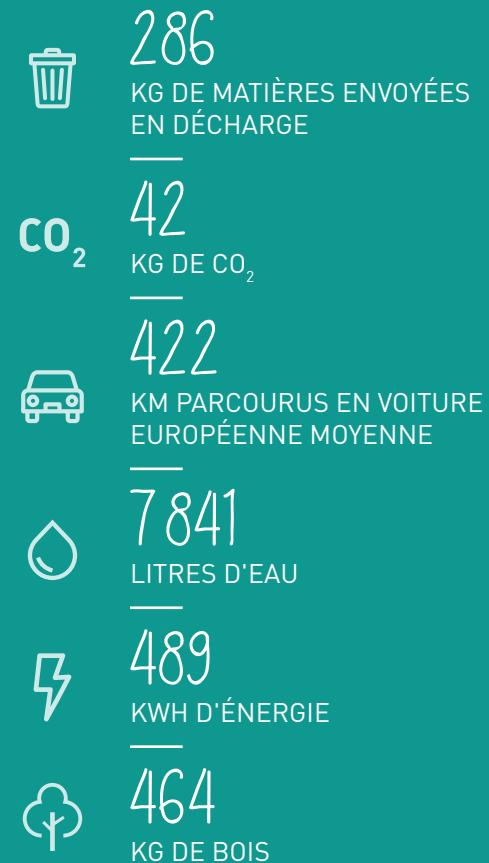 286
KG DE MATIÈRES ENVOYÉES
EN DÉCHARGE
CO₂
42
KG DE CO₂
422
KM PARCOURUS EN VOITURE
EUROPÉENNE MOYENNE
7 841
LITRES D'EAU
489
KWH D'ÉNERGIE
464
KG DE BOIS